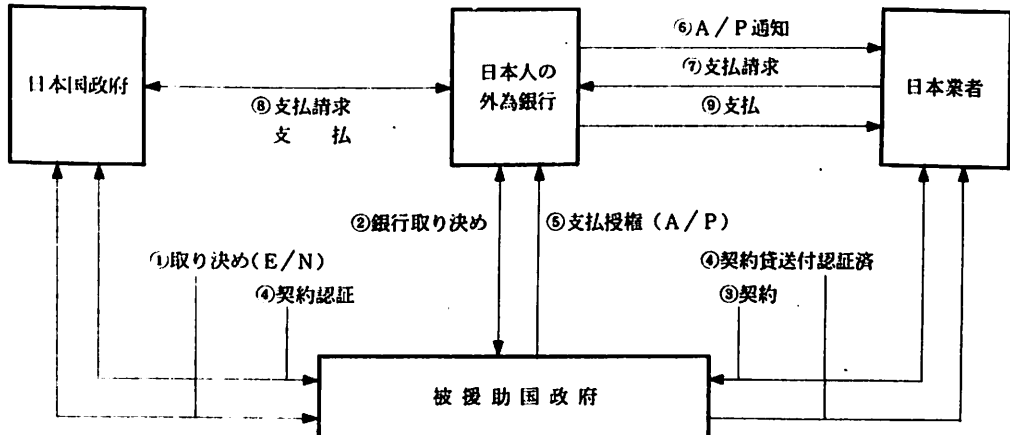 ⑥A/P通知
⑦支払請求
⑨支払
日本国政府
日本人の
外為銀行
日本業者
⑧支払請求
支 払
②銀行取り決め
⑤支払授権(A/P)
①取り決め(E/N)
④契約認証
④契約貸送付認証済
③契約
被援助国政府